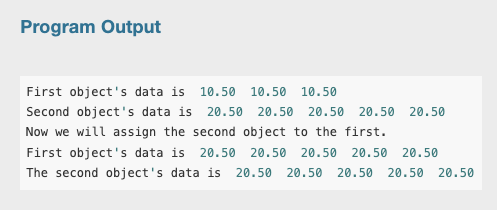 Program Output
First object's data is  10.50  10.50  10.50
Second object's data is  20.50  20.50  20.50  20.50  20.50
Now we will assign the second object to the first.
First object's data is  20.50  20.50  20.50  20.50  20.50
The second object's data is  20.50  20.50  20.50  20.50  20.50